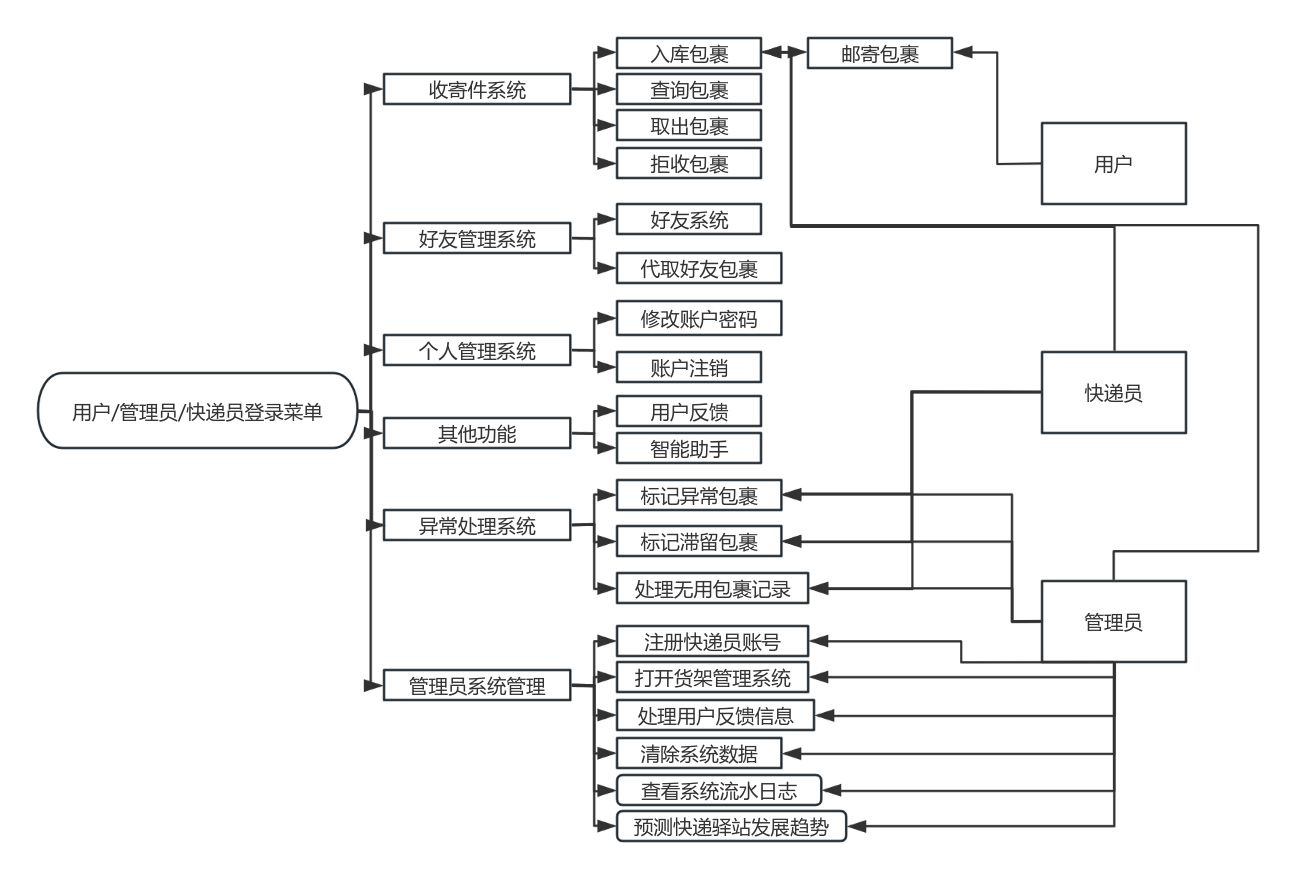 入库包裹
邮寄包裹
收寄件系统
查询包裹
取出包裹
拒收包裹
用户
好友管理系统
好友系统
代取好友包裹
个人管理系统
修改账户密码
账户注销
快递员
用户/管理员/快递员登录菜单
其他功能
用户反馈
智能助手
异常处理系统
标记异常包裹
标记滞留包裹
处理无用包裹记录
管理员
管理员系统管理
注册快递员账号
打开货架管理系统
处理用户反馈信息
清除系统数据
查看系统流水日志
预测快递驿站发展趋势